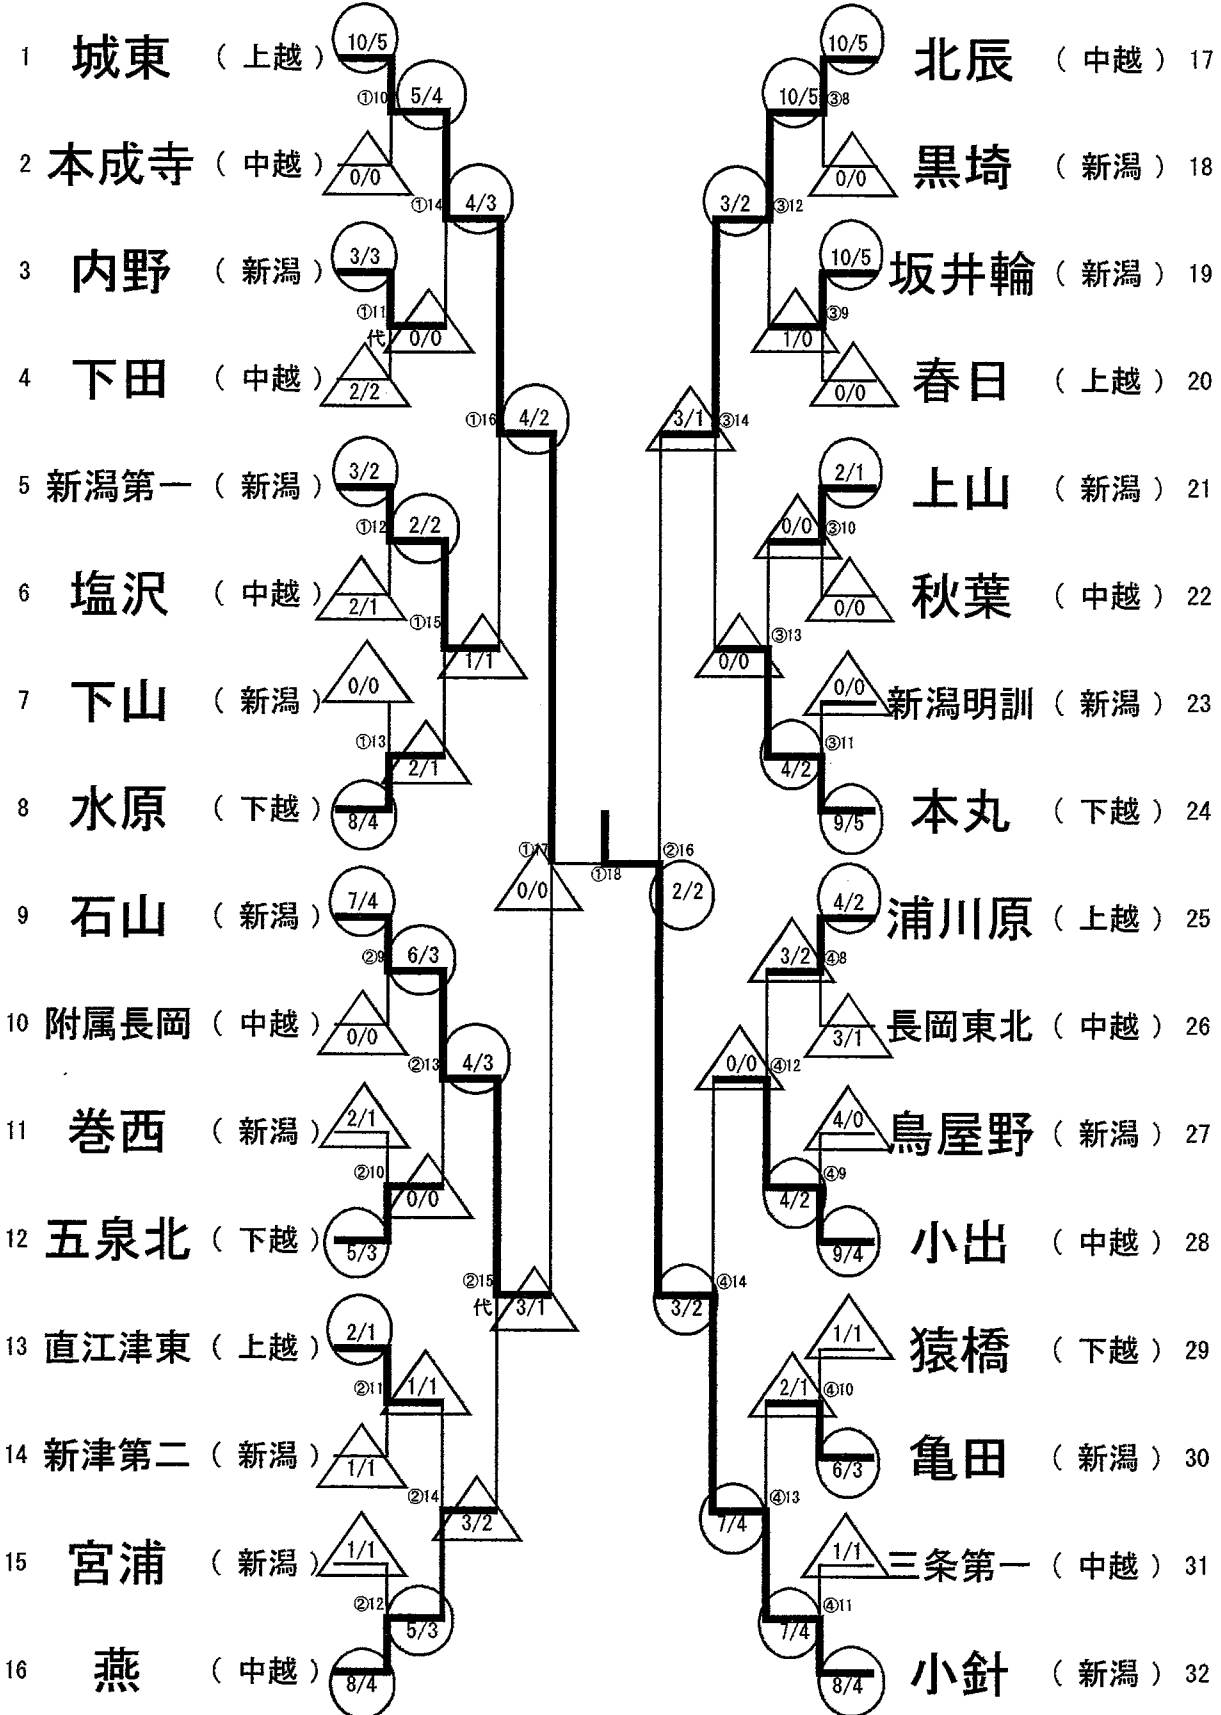 1 城東 (上越) 10/5
①10 5/4
2 本成寺 (中越) 0/0
①14 4/3
3 内野 (新潟) 3/3
①11 代 0/0
4 下田 (中越) 2/2
①16 4/2
5 新潟第一 (新潟) 3/2
①12 2/2
6 塩沢 (中越) 2/1
①15 1/1
7 下山 (新潟) 0/0
①13 2/1
8 水原 (下越) 8/4
①17 0/0
9 石山 (新潟) 7/4
②9 6/3
10 附属長岡 (中越) 0/0
②13 4/3
11 巻西 (新潟) 2/1
②10 0/0
12 五泉北 (下越) 5/3
②15 代 3/1
13 直江津東 (上越) 2/1
②11 1/1
14 新津第二 (新潟) 1/1
②14 3/2
15 宮浦 (新潟) 1/1
②12 5/3
16 燕 (中越) 8/4
①18
10/5 北辰 (中越) 17
10/5 ③8
0/0 黒埼 (新潟) 18
3/2 ③12
10/5 坂井輪 (新潟) 19
1/0 ③9
0/0 春日 (上越) 20
3/1 ③14
2/1 上山 (新潟) 21
0/0 ③10
0/0 秋葉 (中越) 22
0/0 ③13
0/0 新潟明訓 (新潟) 23
4/2 ③11
9/5 本丸 (下越) 24
2/2 ②16
4/2 浦川原 (上越) 25
3/2 ④8
3/1 長岡東北 (中越) 26
0/0 ④12
4/0 鳥屋野 (新潟) 27
4/2 ④9
9/4 小出 (中越) 28
3/2 ④14
1/1 猿橋 (下越) 29
2/1 ④10
6/3 亀田 (新潟) 30
7/4 ④13
1/1 三条第一 (中越) 31
7/4 ④11
8/4 小針 (新潟) 32